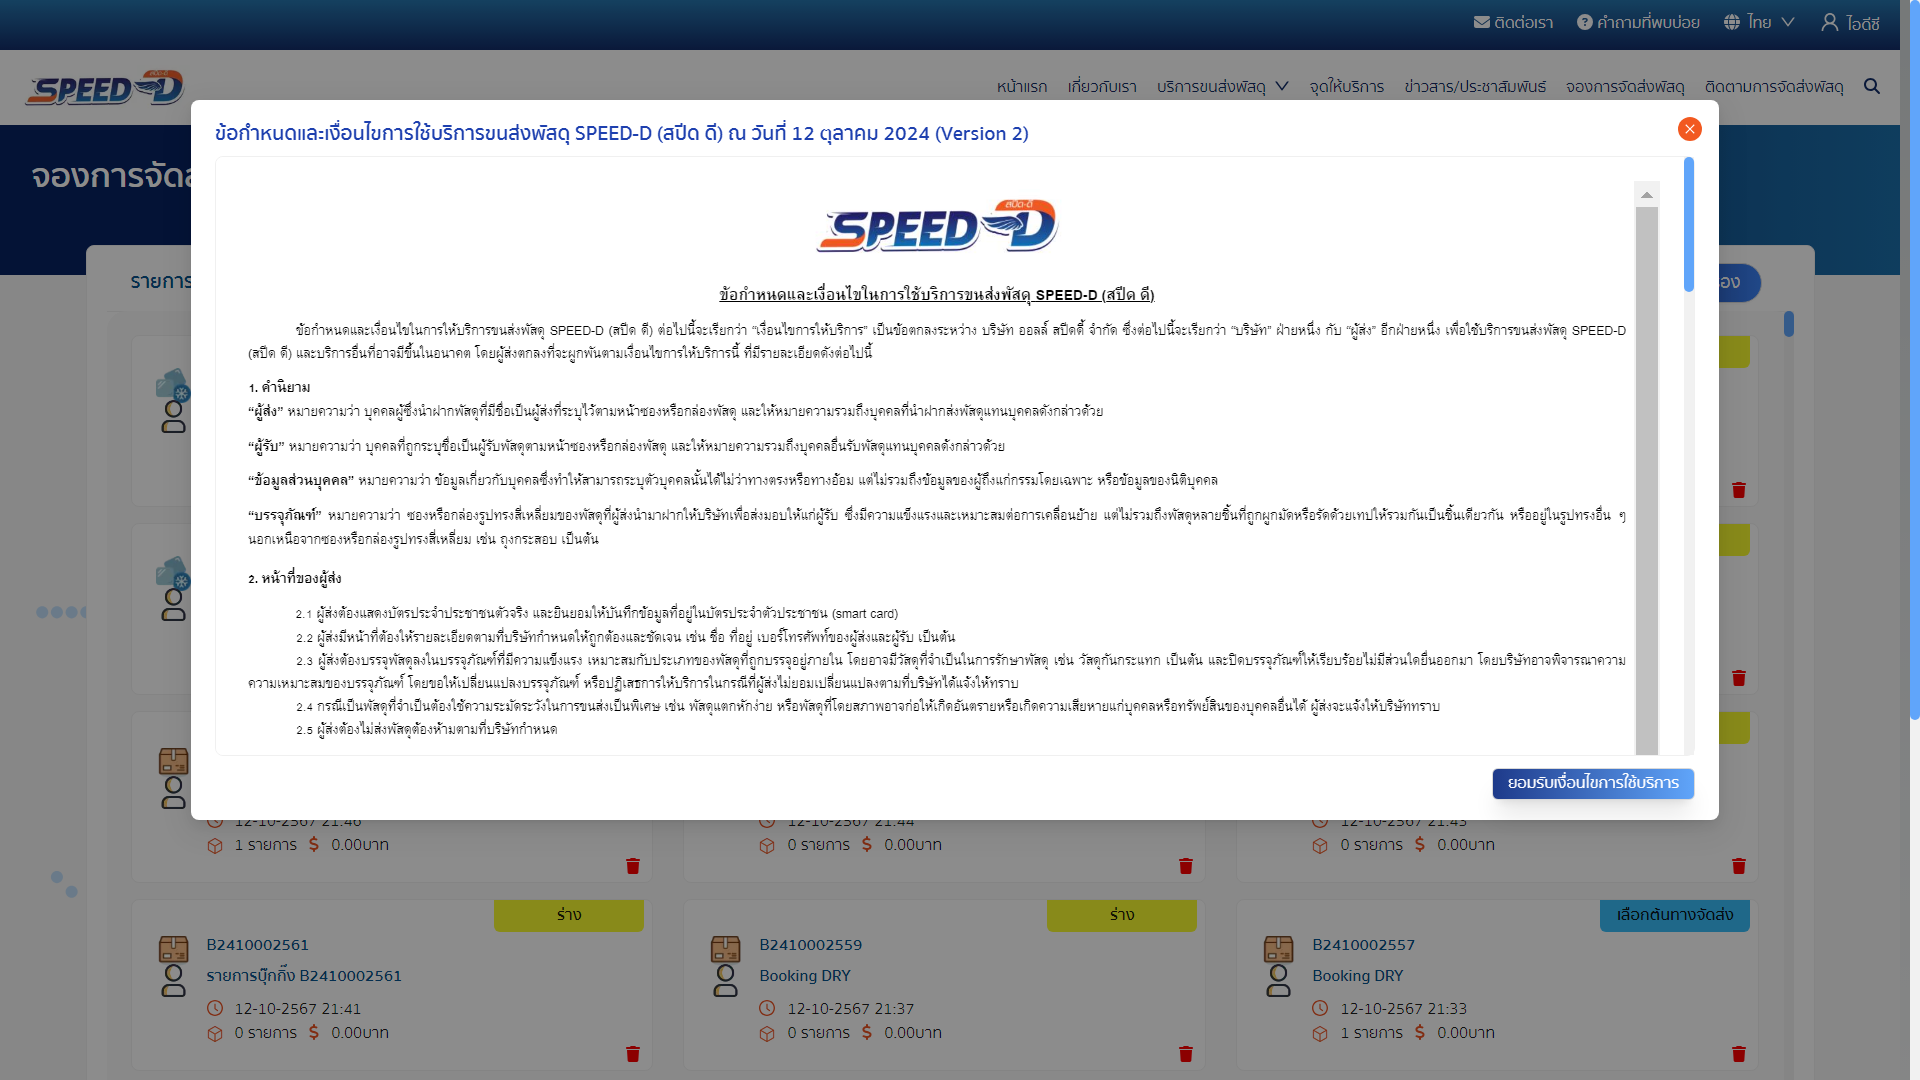 ติดต่อเรา คำถามที่พบบ่อย ไทย ไอดีซี
สปีด-ดี
SPEED-D
หน้าแรก เกี่ยวกับเรา บริการขนส่งพัสดุ จุดให้บริการ ข่าวสาร/ประชาสัมพันธ์ จองการจัดส่งพัสดุ ติดตามการจัดส่งพัสดุ
ข้อกำหนดและเงื่อนไขการใช้บริการขนส่งพัสดุ SPEED-D (สปีด ดี) ณ วันที่ 12 ตุลาคม 2024 (Version 2)
จองการจัดส
รายการ
สปีด-ดี
SPEED-D
ข้อกำหนดและเงื่อนไขในการใช้บริการขนส่งพัสดุ SPEED-D (สปีด ดี)
ข้อกำหนดและเงื่อนไขในการให้บริการขนส่งพัสดุ SPEED-D (สปีด ดี) ต่อไปนี้จะเรียกว่า “เงื่อนไขการให้บริการ” เป็นข้อตกลงระหว่าง บริษัท ออลล์ สปีดดี้ จำกัด ซึ่งต่อไปนี้จะเรียกว่า “บริษัท” ฝ่ายหนึ่ง กับ “ผู้ส่ง” อีกฝ่ายหนึ่ง เพื่อใช้บริการขนส่งพัสดุ SPEED-D
(สปีด ดี) และบริการอื่นที่อาจมีขึ้นในอนาคต โดยผู้ส่งตกลงที่จะผูกพันตามเงื่อนไขการให้บริการนี้ ที่มีรายละเอียดดังต่อไปนี้
1. คำนิยาม
“ผู้ส่ง” หมายความว่า บุคคลผู้ซึ่งนำฝากพัสดุที่มีชื่อเป็นผู้ส่งที่ระบุไว้ตามหน้าซองหรือกล่องพัสดุ และให้หมายความรวมถึงบุคคลที่นำฝากส่งพัสดุแทนบุคคลดังกล่าวด้วย
“ผู้รับ” หมายความว่า บุคคลที่ถูกระบุชื่อเป็นผู้รับพัสดุตามหน้าซองหรือกล่องพัสดุ และให้หมายความรวมถึงบุคคลอื่นรับพัสดุแทนบุคคลดังกล่าวด้วย
“ข้อมูลส่วนบุคคล” หมายความว่า ข้อมูลเกี่ยวกับบุคคลซึ่งทำให้สามารถระบุตัวบุคคลนั้นได้ไม่ว่าทางตรงหรือทางอ้อม แต่ไม่รวมถึงข้อมูลของผู้ถึงแก่กรรมโดยเฉพาะ หรือข้อมูลของนิติบุคคล
“บรรจุภัณฑ์” หมายความว่า ซองหรือกล่องรูปทรงสี่เหลี่ยมของพัสดุที่ผู้ส่งนำมาฝากให้บริษัทเพื่อส่งมอบให้แก่ผู้รับ ซึ่งมีความแข็งแรงและเหมาะสมต่อการเคลื่อนย้าย แต่ไม่รวมถึงพัสดุหลายชิ้นที่ถูกผูกมัดหรือรัดด้วยเทปให้รวมกันเป็นชิ้นเดียวกัน หรืออยู่ในรูปทรงอื่น ๆ
นอกเหนือจากซองหรือกล่องรูปทรงสี่เหลี่ยม เช่น ถุงกระสอบ เป็นต้น
2. หน้าที่ของผู้ส่ง
2.1 ผู้ส่งต้องแสดงบัตรประจำประชาชนตัวจริง และยินยอมให้บันทึกข้อมูลที่อยู่ในบัตรประจำตัวประชาชน (smart card)
2.2 ผู้ส่งมีหน้าที่ต้องให้รายละเอียดตามที่บริษัทกำหนดให้ถูกต้องและชัดเจน เช่น ชื่อ ที่อยู่ เบอร์โทรศัพท์ของผู้ส่งและผู้รับ เป็นต้น
2.3 ผู้ส่งต้องบรรจุพัสดุลงในบรรจุภัณฑ์ที่มีความแข็งแรง เหมาะสมกับประเภทของพัสดุที่ถูกบรรจุอยู่ภายใน โดยอาจมีวัสดุที่จำเป็นในการรักษาพัสดุ เช่น วัสดุกันกระแทก เป็นต้น และปิดบรรจุภัณฑ์ให้เรียบร้อยไม่มีส่วนใดยื่นออกมา โดยบริษัทอาจพิจารณาความ
ความเหมาะสมของบรรจุภัณฑ์ โดยขอให้เปลี่ยนแปลงบรรจุภัณฑ์ หรือปฏิเสธการให้บริการในกรณีที่ผู้ส่งไม่ยอมเปลี่ยนแปลงตามที่บริษัทได้แจ้งให้ทราบ
2.4 กรณีเป็นพัสดุที่จำเป็นต้องใช้ความระมัดระวังในการขนส่งเป็นพิเศษ เช่น พัสดุแตกหักง่าย หรือพัสดุที่โดยสภาพอาจก่อให้เกิดอันตรายหรือเกิดความเสียหายแก่บุคคลหรือทรัพย์สินของบุคคลอื่นได้ ผู้ส่งจะแจ้งให้บริษัททราบ
2.5 ผู้ส่งต้องไม่ส่งพัสดุต้องห้ามตามที่บริษัทกำหนด
ยอมรับเงื่อนไขการใช้บริการ
12-10-2567 21:46 12-10-2567 21:44 12-10-2567 21:43
1 รายการ $ 0.00บาท 0 รายการ $ 0.00บาท 0 รายการ $ 0.00บาท
ร่าง ร่าง เลือกต้นทางจัดส่ง
B2410002561 B2410002559 B2410002557
รายการบุ๊กกิ๊ง B2410002561 Booking DRY Booking DRY
12-10-2567 21:41 12-10-2567 21:37 12-10-2567 21:33
0 รายการ $ 0.00บาท 0 รายการ $ 0.00บาท 1 รายการ $ 0.00บาท